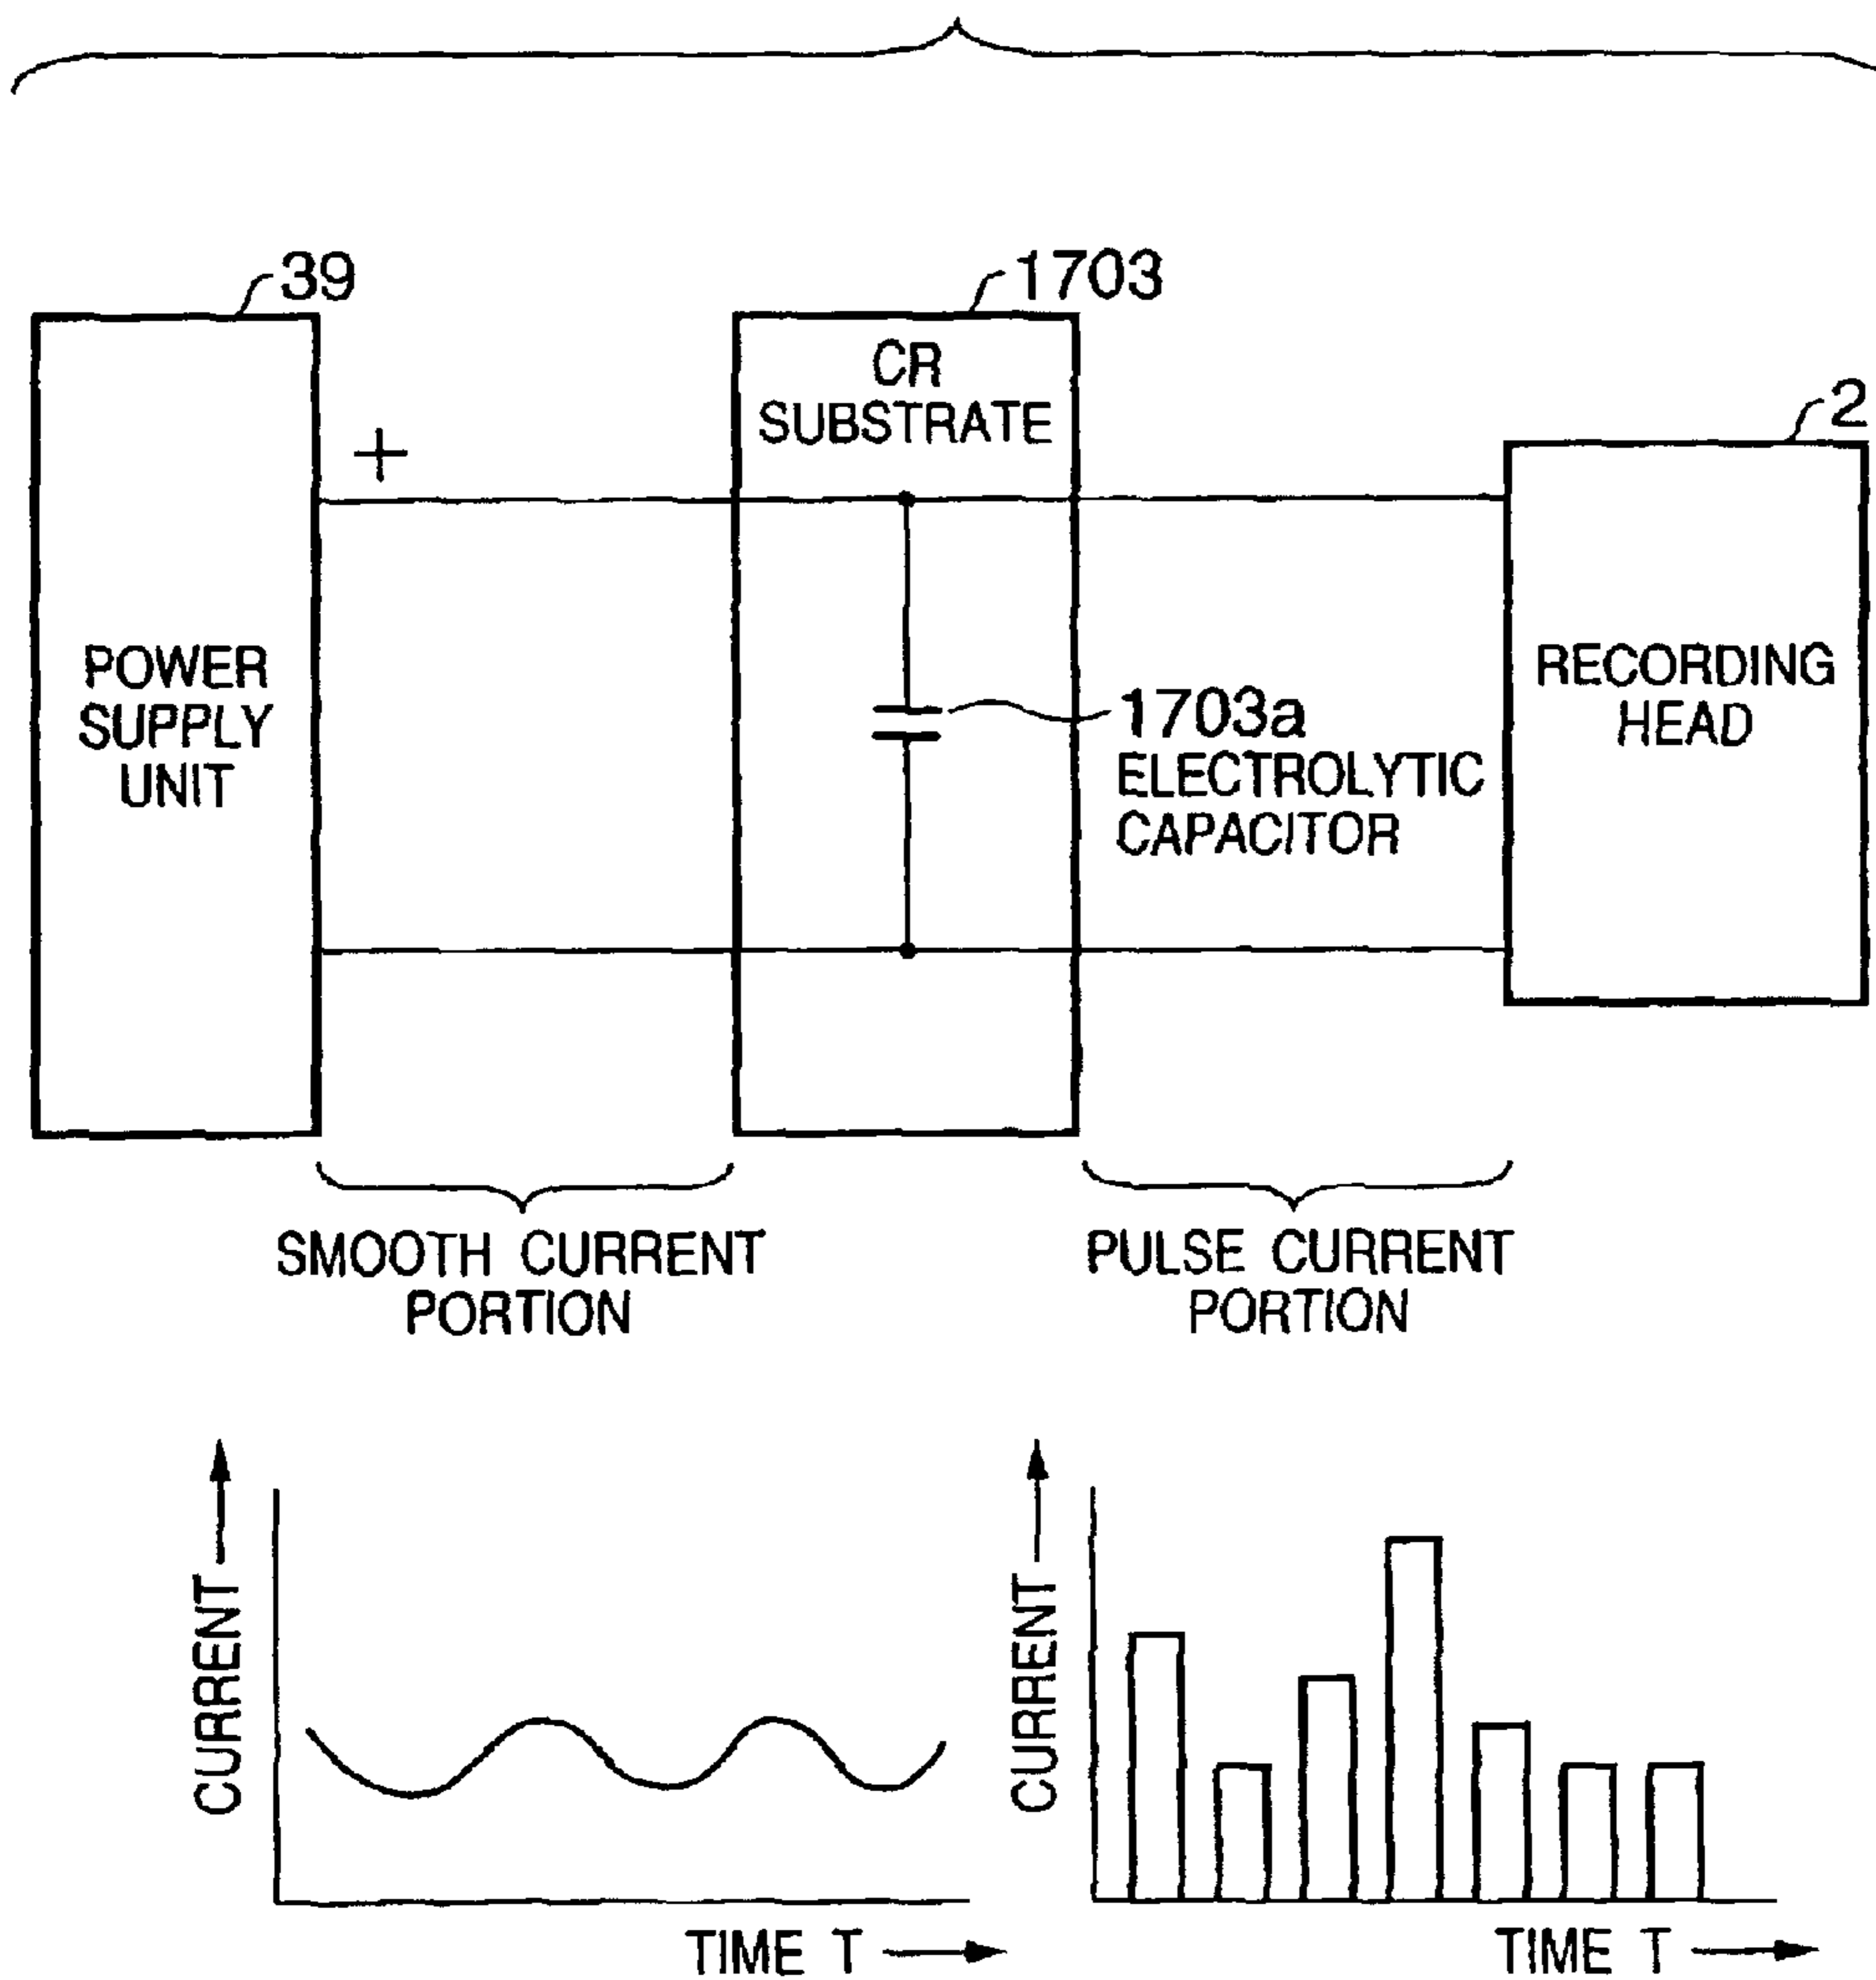 39
1703
CR
SUBSTRATE
2
+
POWER
SUPPLY
UNIT
1703a
ELECTROLYTIC
CAPACITOR
RECORDING
HEAD
SMOOTH CURRENT
PORTION
PULSE CURRENT
PORTION
CURRENT
TIME T
CURRENT
TIME T